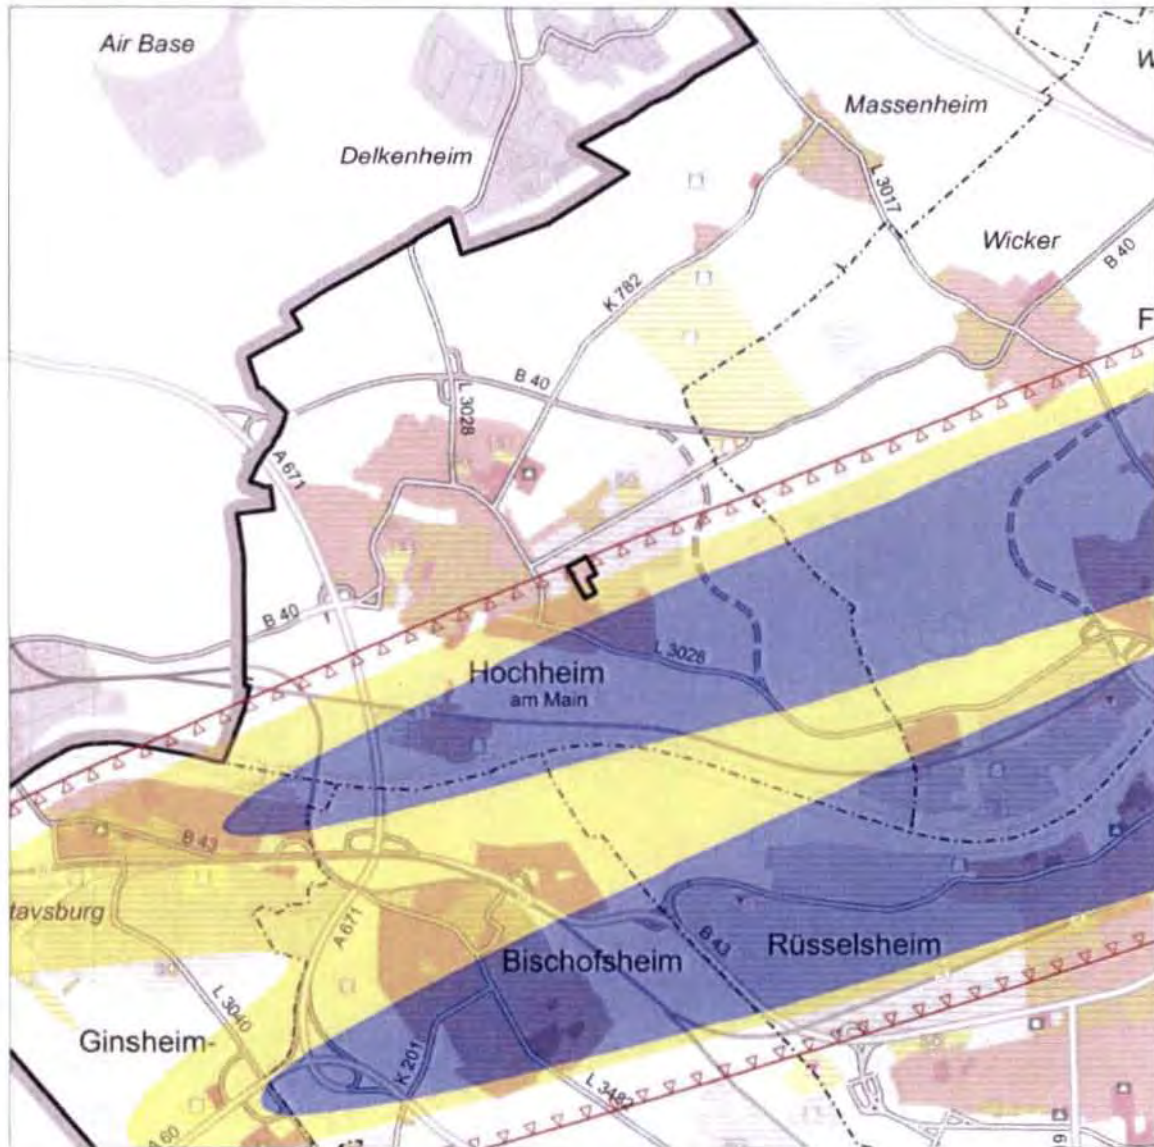 Air Base
Massenheim
Delkenheim
L 3017
Wicker
B 40
K 782
B 40
L 3028
A 671
B 40
L 3028
Hochheim
am Main
B 43
tavsburg
A 671
B 43
Rüsselsheim
Bischofsheim
L 3040
Ginsheim-
K 201
L 3482
A 60